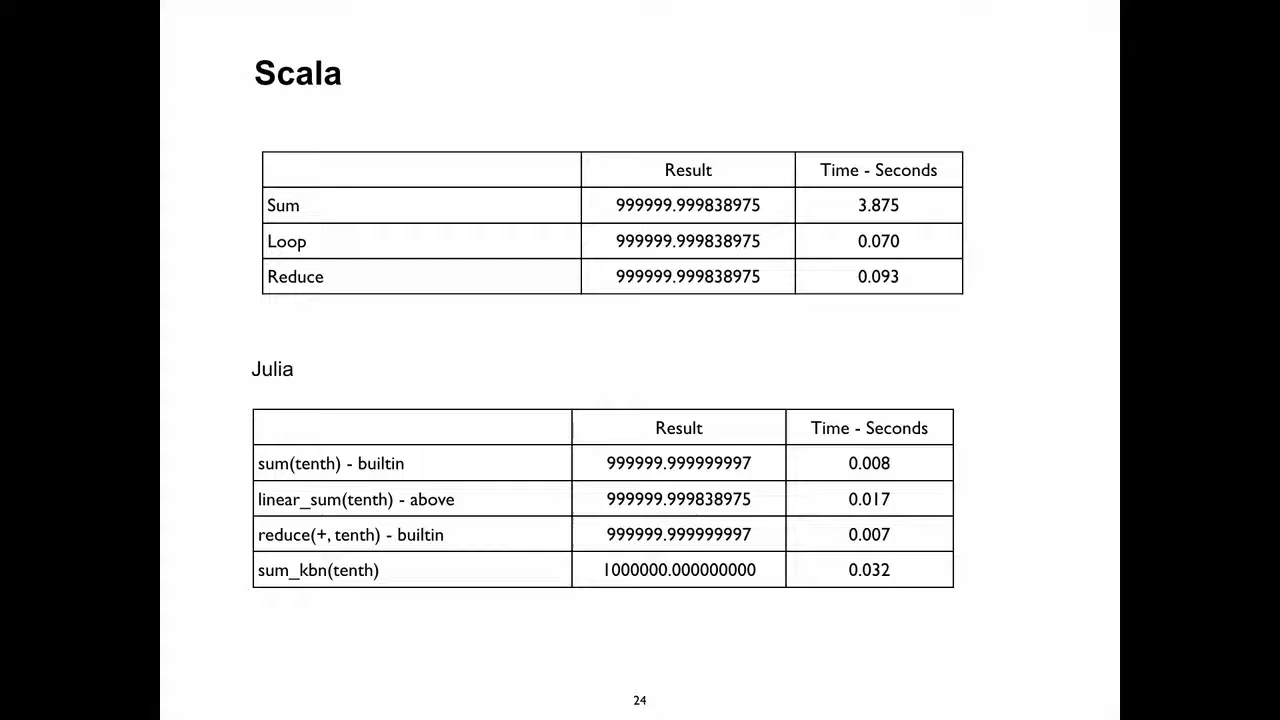 Scala
Result Time - Seconds
Sum 999999.999838975 3.875
Loop 999999.999838975 0.070
Reduce 999999.999838975 0.093
Julia
Result Time - Seconds
sum(tenth) - builtin 999999.999999997 0.008
linear_sum(tenth) - above 999999.999838975 0.017
reduce(+, tenth) - builtin 999999.999999997 0.007
sum_kbn(tenth) 1000000.000000000 0.032
24